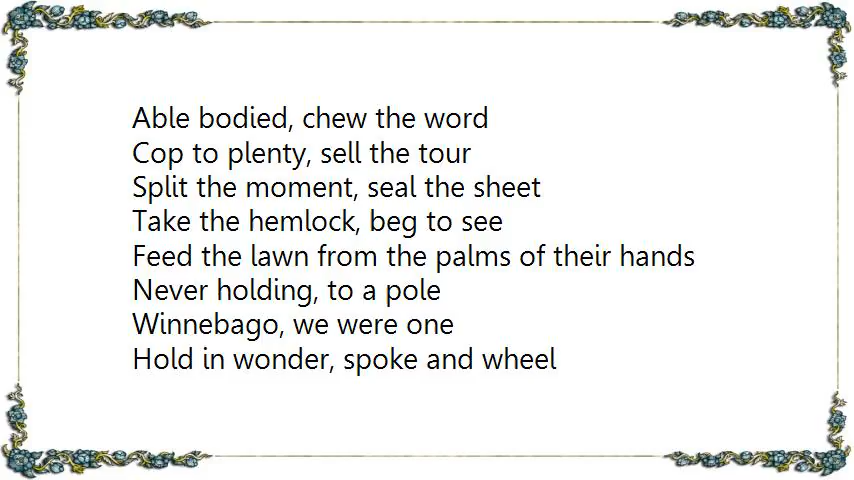 Able bodied, chew the word
Cop to plenty, sell the tour
Split the moment, seal the sheet
Take the hemlock, beg to see
Feed the lawn from the palms of their hands
Never holding, to a pole
Winnebago, we were one
Hold in wonder, spoke and wheel